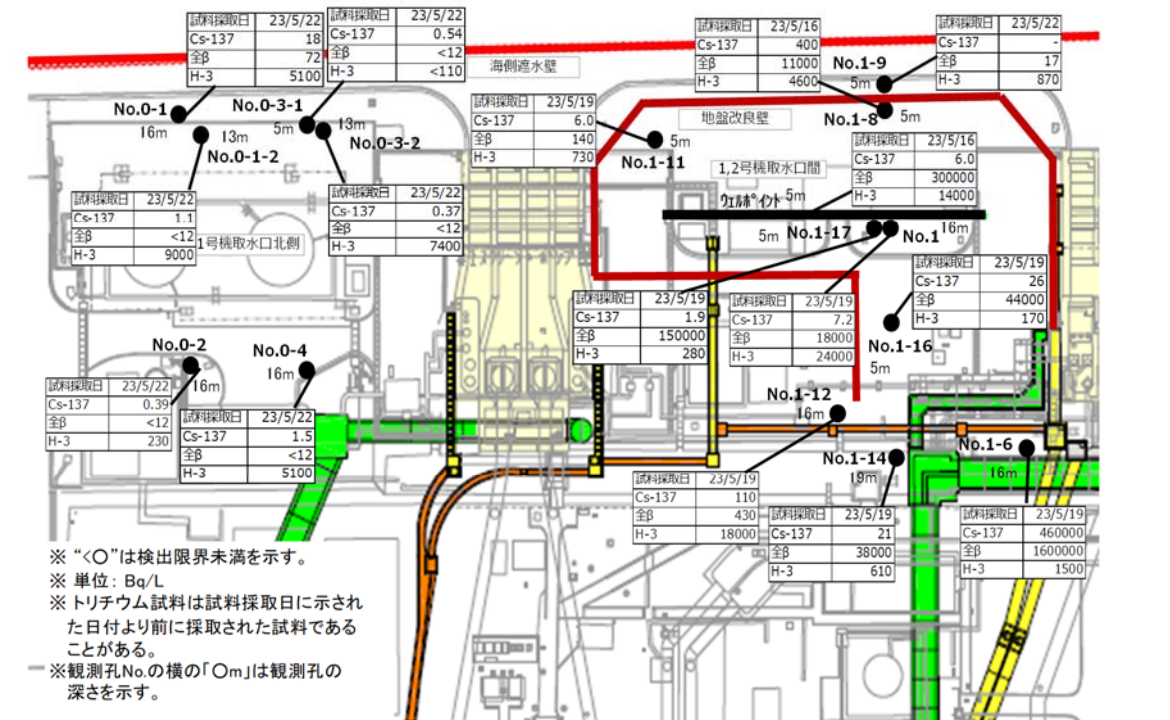 試料採取日 23/5/22
Cs-137 18
全β 72
H-3 5100
試料採取日 23/5/22
Cs-137 0.54
全β <12
H-3 <110
海側遮水壁
試料採取日 23/5/16
Cs-137 400
全β 11000
H-3 4600
試料採取日 23/5/22
Cs-137 -
全β 17
H-3 870
No.1-9
5m
No.1-8
5m
No.0-1
16m
No.0-3-1
5m
13m
No.0-3-2
13m
No.0-1-2
試料採取日 23/5/19
Cs-137 6.0
全β 140
H-3 730
5m
No.1-11
地盤改良壁
1,2号機取水口間
試料採取日 23/5/16
Cs-137 6.0
全β 300000
H-3 14000
試料採取日 23/5/22
Cs-137 1.1
全β <12
H-3 9000
1号機取水口北側
試料採取日 23/5/22
Cs-137 0.37
全β <12
H-3 7400
ウェルポイント 5m
5m No.1-17
No.1 16m
試料採取日 23/5/19
Cs-137 26
全β 44000
H-3 170
試料採取日 23/5/19
Cs-137 1.9
全β 150000
H-3 280
試料採取日 23/5/19
Cs-137 7.2
全β 18000
H-3 24000
No.1-16
5m
No.0-2
16m
No.0-4
16m
試料採取日 23/5/22
Cs-137 0.39
全β <12
H-3 230
試料採取日 23/5/22
Cs-137 1.5
全β <12
H-3 5100
No.1-12
16m
No.1-14
19m
No.1-6
16m
試料採取日 23/5/19
Cs-137 110
全β 430
H-3 18000
試料採取日 23/5/19
Cs-137 21
全β 38000
H-3 610
試料採取日 23/5/19
Cs-137 460000
全β 1600000
H-3 1500
※ “<〇”は検出限界未満を示す。
※ 単位: Bq/L
※ トリチウム試料は試料採取日に示され
た日付より前に採取された試料である
ことがある。
※観測孔No.の横の「〇m」は観測孔の
深さを示す。